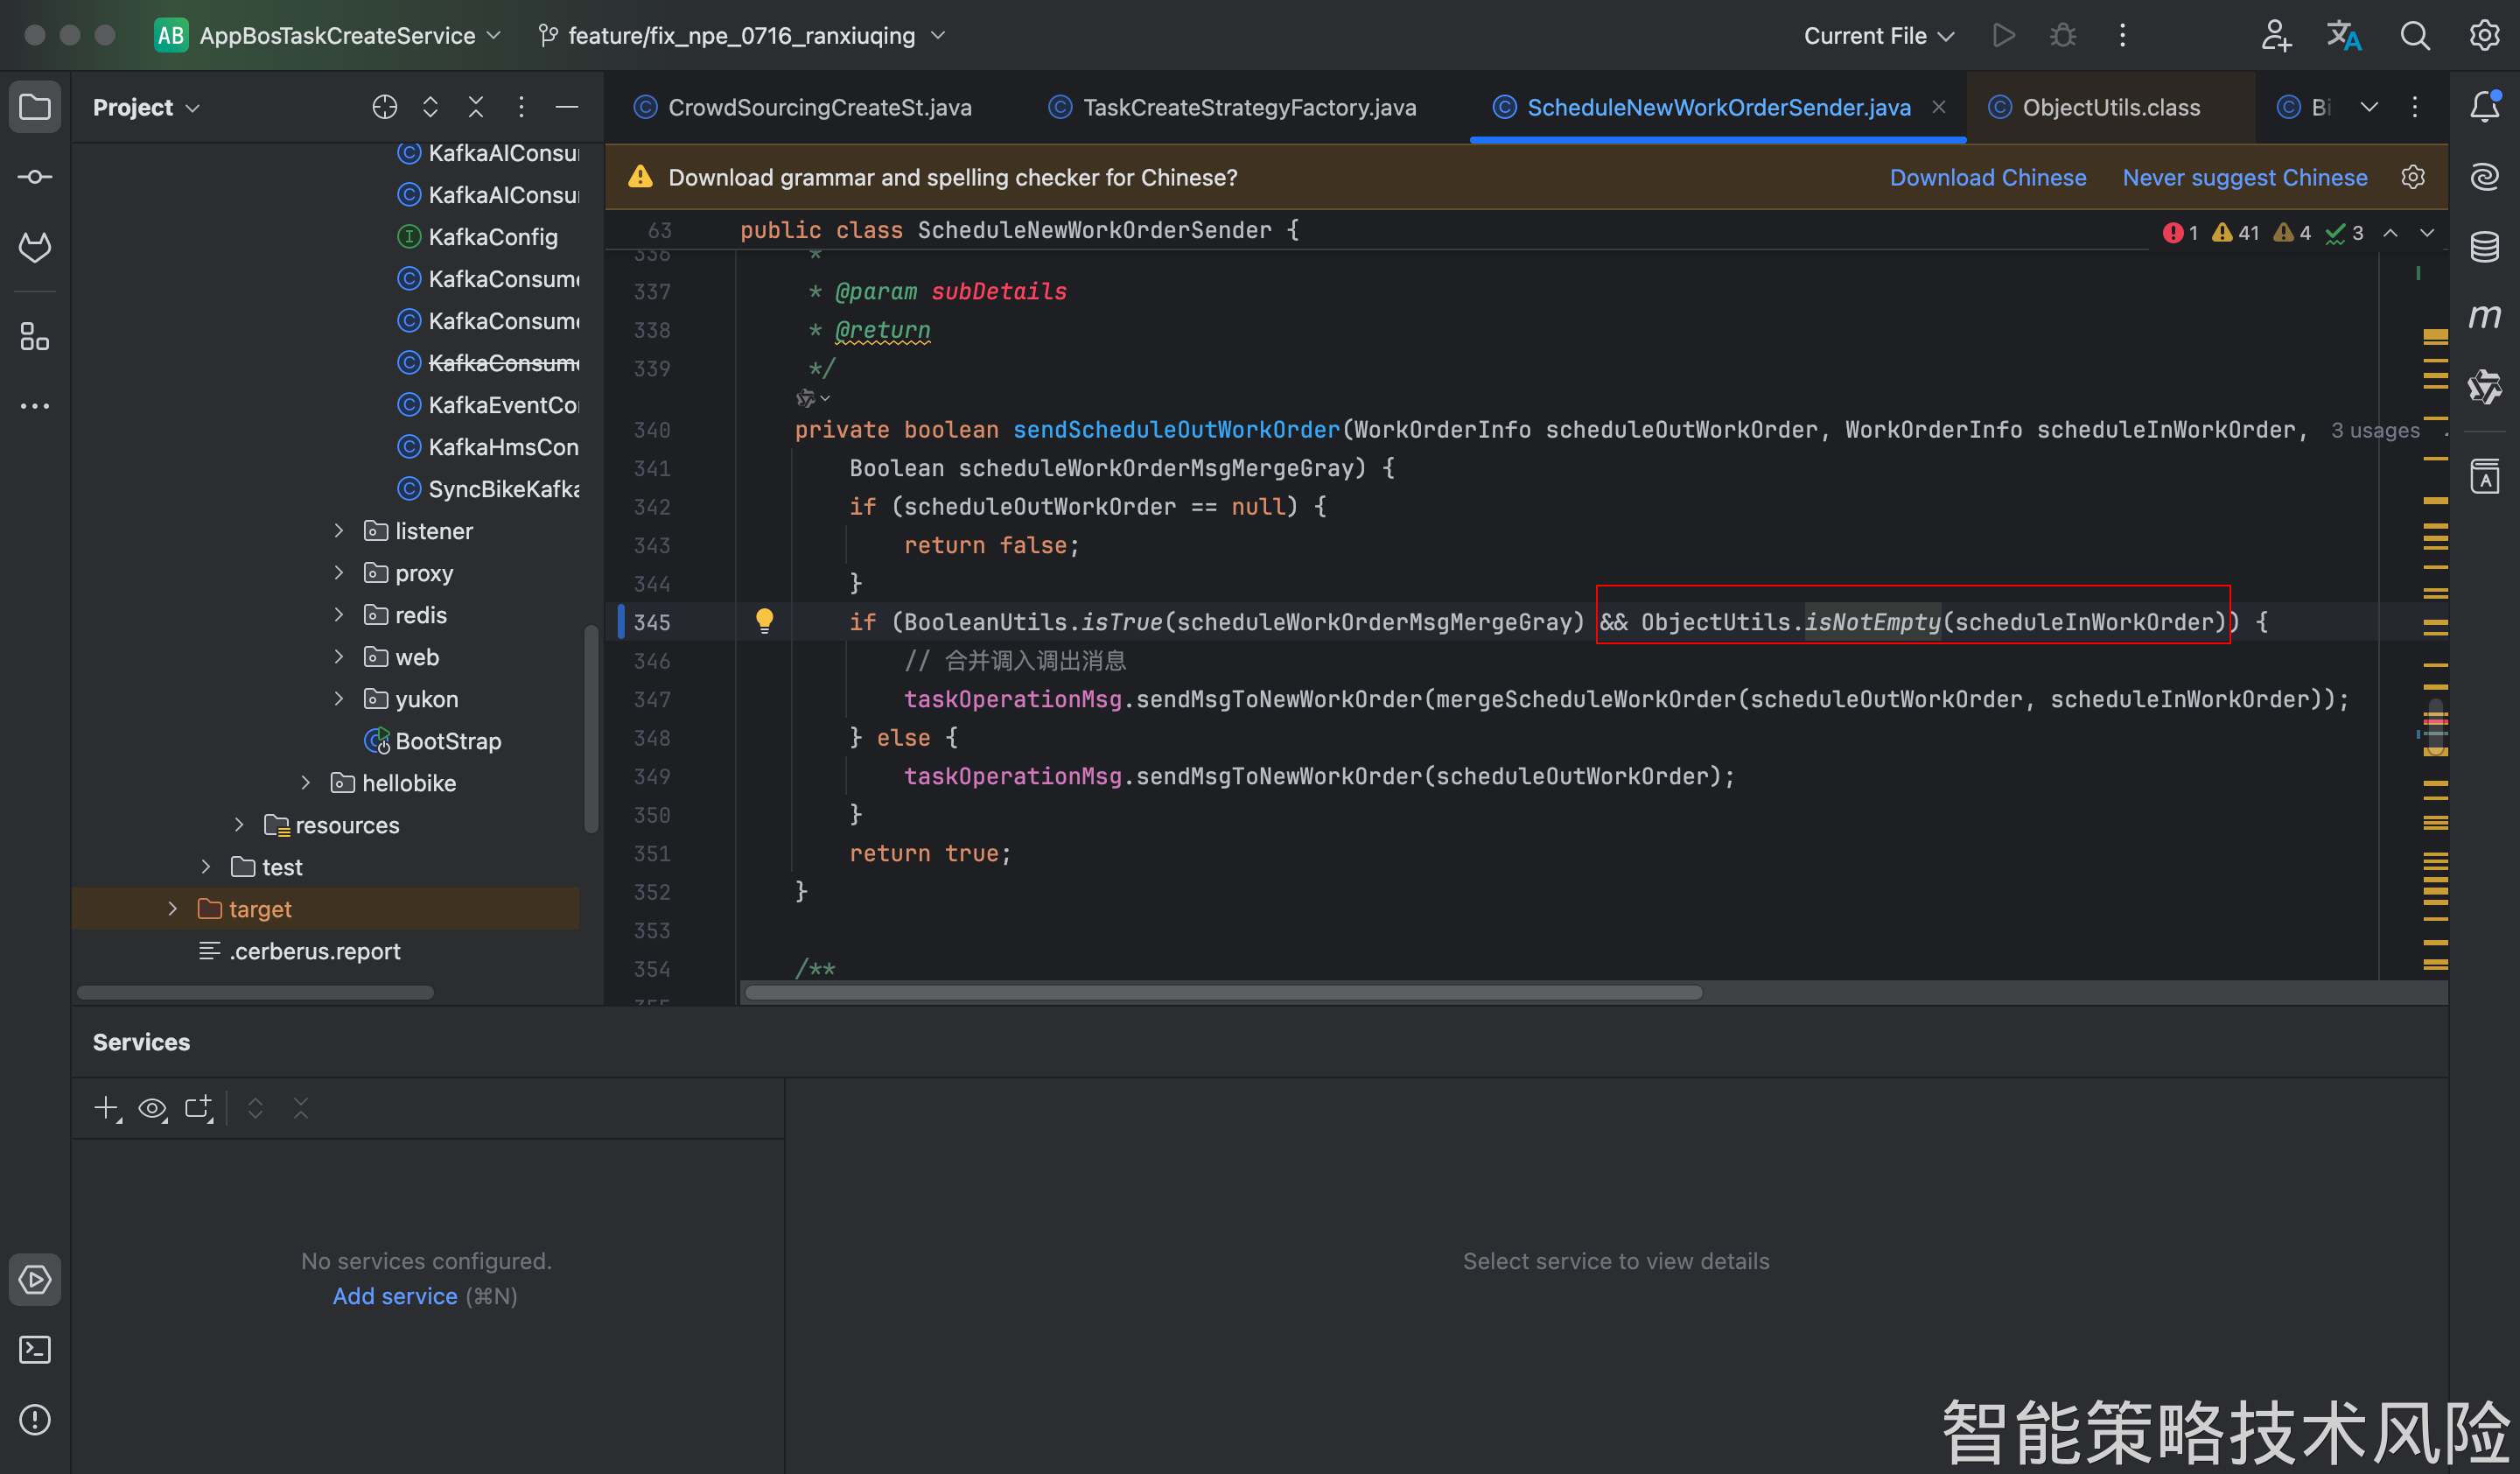 AB AppBosTaskCreateService feature/fix_npe_0716_ranxiuqing Current File
Project
CrowdSourcingCreateSt.java TaskCreateStrategyFactory.java ScheduleNewWorkOrderSender.java ObjectUtils.class Bi
Download grammar and spelling checker for Chinese? Download Chinese Never suggest Chinese
KafkaAIConsu
KafkaAIConsu
KafkaConfig
KafkaConsum
KafkaConsum
KafkaConsum
KafkaEventCo
KafkaHmsCon
SyncBikeKafka
listener
proxy
redis
web
yukon
BootStrap
hellobike
resources
test
target
.cerberus.report
63 public class ScheduleNewWorkOrderSender { 1 41 4 3
336 *
337 * @param subDetails
338 * @return
339 */
340 private boolean sendScheduleOutWorkOrder(WorkOrderInfo scheduleOutWorkOrder, WorkOrderInfo scheduleInWorkOrder, 3 usages
341 Boolean scheduleWorkOrderMsgMergeGray) {
342 if (scheduleOutWorkOrder == null) {
343 return false;
344 }
345 if (BooleanUtils.isTrue(scheduleWorkOrderMsgMergeGray) && ObjectUtils.isNotEmpty(scheduleInWorkOrder)) {
346 // 合并调入调出消息
347 taskOperationMsg.sendMsgToNewWorkOrder(mergeScheduleWorkOrder(scheduleOutWorkOrder, scheduleInWorkOrder));
348 } else {
349 taskOperationMsg.sendMsgToNewWorkOrder(scheduleOutWorkOrder);
350 }
351 return true;
352 }
353
354 /**
355
Services
No services configured.
Add service (⌘N)
Select service to view details
智能策略技术风险